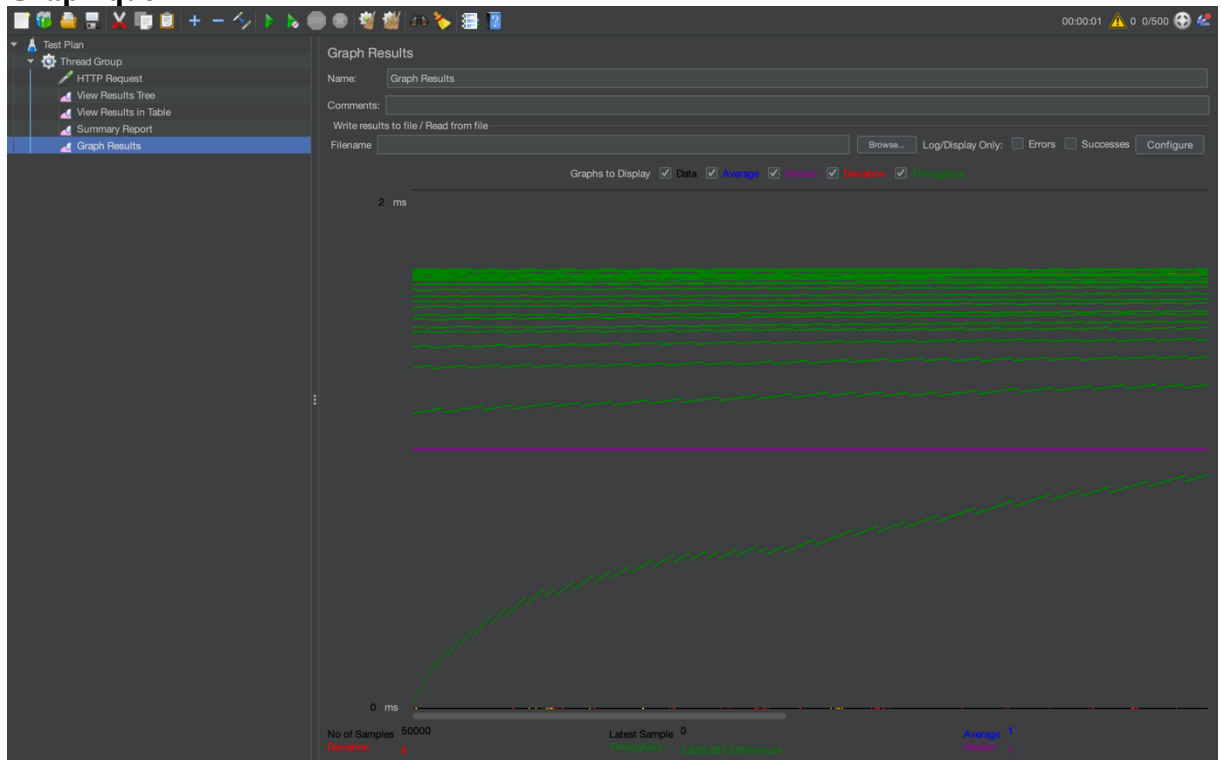 00:00:01 0 0/500
Test Plan
Thread Group
HTTP Request
View Results Tree
View Results in Table
Summary Report
Graph Results
Graph Results
Name: Graph Results
Comments:
Write results to file / Read from file
Filename Browse... Log/Display Only: Errors Successes Configure
Graphs to Display Data Average Median Deviation Throughput
2 ms
0 ms
No of Samples 50000 Latest Sample 0 Average 1
Deviation 6 Throughput Median